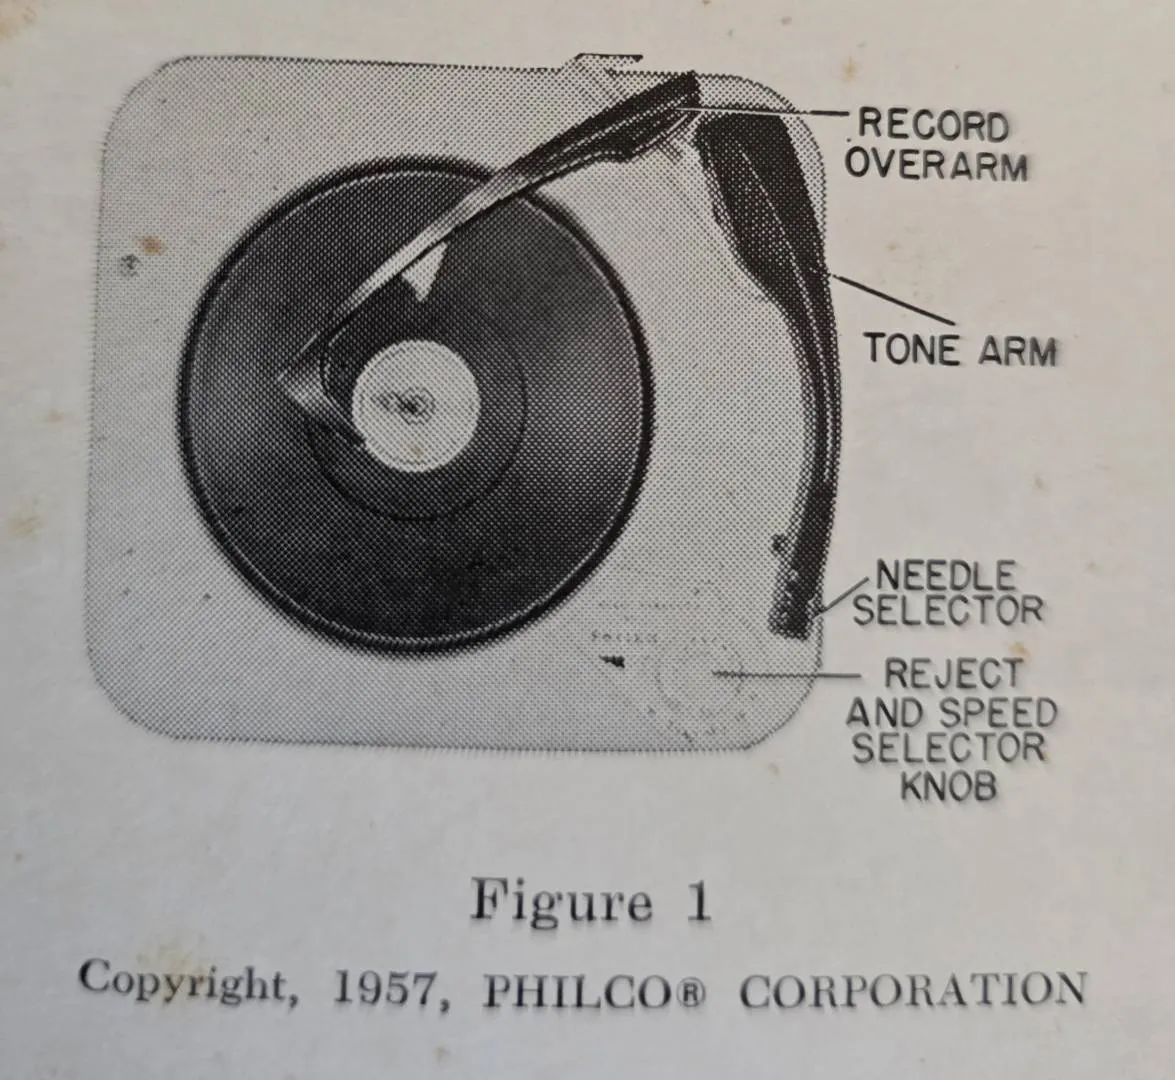 RECORD
OVERARM
TONE ARM
NEEDLE
SELECTOR
REJECT
AND SPEED
SELECTOR
KNOB
Figure 1
Copyright, 1957, PHILCO® CORPORATION